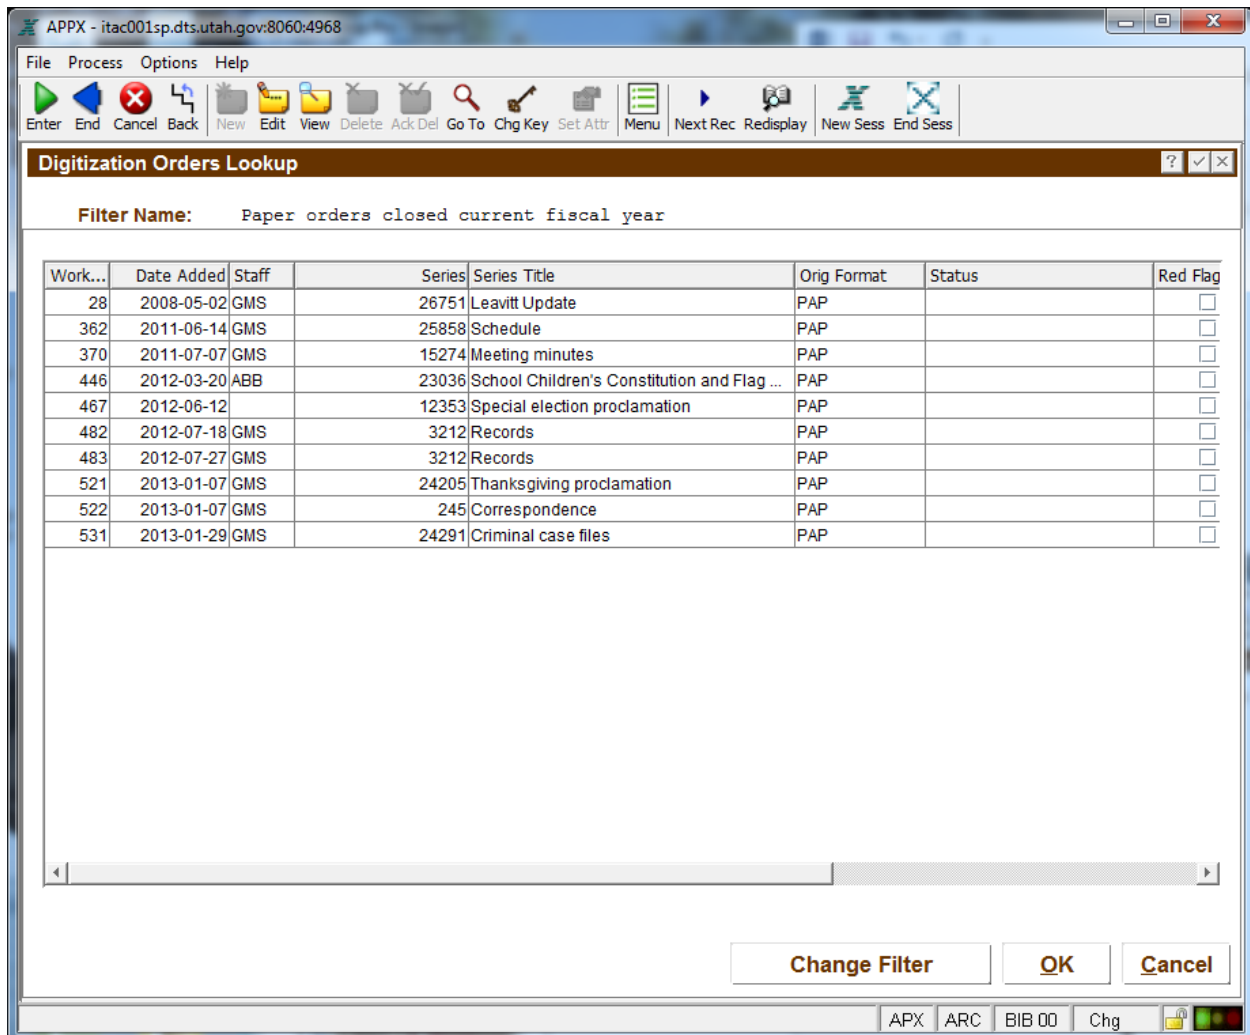 APPX - itac001sp.dts.utah.gov:8060:4968
File Process Options Help
Enter End Cancel Back New Edit View Delete Ack Del Go To Chg Key Set Attr Menu Next Rec Redisplay New Sess End Sess
Digitization Orders Lookup ?
Filter Name: Paper orders closed current fiscal year
Work... Date Added Staff Series Series Title Orig Format Status Red Flag
28 2008-05-02 GMS 26751 Leavitt Update PAP
362 2011-06-14 GMS 25858 Schedule PAP
370 2011-07-07 GMS 15274 Meeting minutes PAP
446 2012-03-20 ABB 23036 School Children's Constitution and Flag ... PAP
467 2012-06-12 12353 Special election proclamation PAP
482 2012-07-18 GMS 3212 Records PAP
483 2012-07-27 GMS 3212 Records PAP
521 2013-01-07 GMS 24205 Thanksgiving proclamation PAP
522 2013-01-07 GMS 245 Correspondence PAP
531 2013-01-29 GMS 24291 Criminal case files PAP
Change Filter OK Cancel
APX ARC BIB 00 Chg